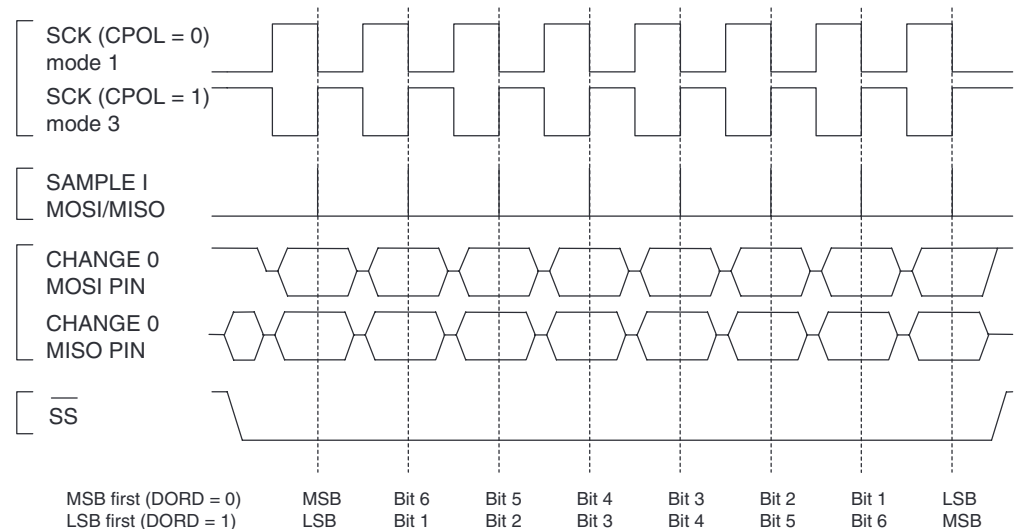 SCK (CPOL = 0)
mode 1
SCK (CPOL = 1)
mode 3
SAMPLE I
MOSI/MISO
CHANGE 0
MOSI PIN
CHANGE 0
MISO PIN
SS
MSB first (DORD = 0) MSB Bit 6 Bit 5 Bit 4 Bit 3 Bit 2 Bit 1 LSB
LSB first (DORD = 1) LSB Bit 1 Bit 2 Bit 3 Bit 4 Bit 5 Bit 6 MSB